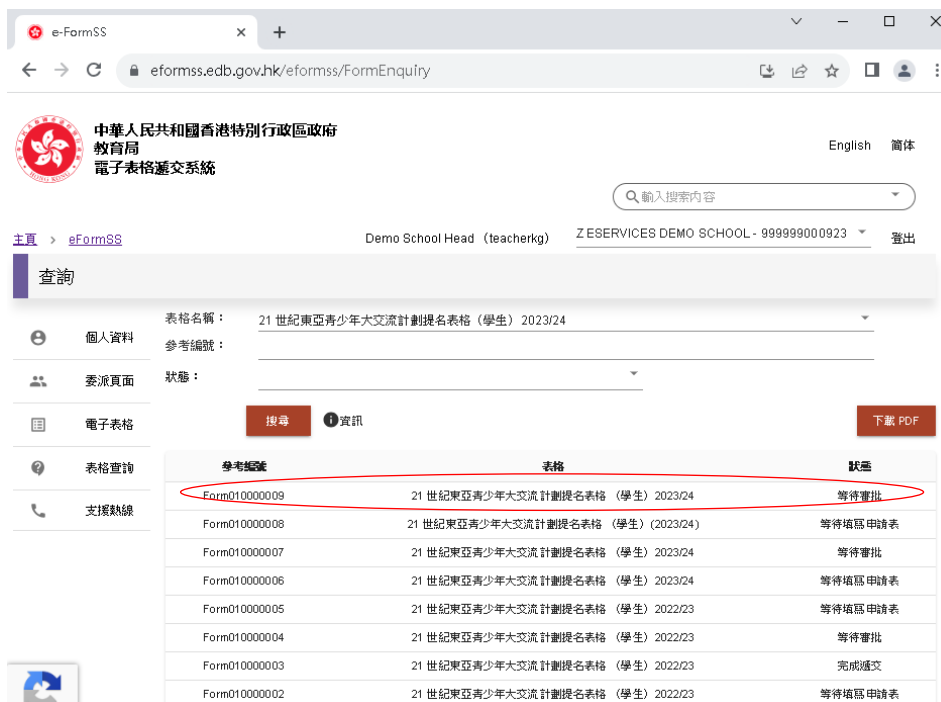 e-FormSS
eformss.edb.gov.hk/eformss/FormEnquiry
中華人民共和國香港特別行政區政府
教育局
電子表格遞交系統
English 简体
輸入搜索內容
主頁 > eFormSS Demo School Head (teacherkg) Z ESERVICES DEMO SCHOOL - 999999000923 登出
查詢
表格名稱： 21 世紀東亞青少年大交流計劃提名表格（學生）2023/24
參考編號：
狀態：
個人資料
委派頁面
電子表格
表格查詢
支援熱線
搜尋 資訊 下載 PDF
參考編號 表格 狀態
Form010000009 21 世紀東亞青少年大交流計劃提名表格 （學生）2023/24 等待審批
Form010000008 21 世紀東亞青少年大交流計劃提名表格 （學生）(2023/24) 等待填寫申請表
Form010000007 21 世紀東亞青少年大交流計劃提名表格 （學生）2023/24 等待審批
Form010000006 21 世紀東亞青少年大交流計劃提名表格 （學生）2023/24 等待填寫申請表
Form010000005 21 世紀東亞青少年大交流計劃提名表格 （學生）2022/23 等待填寫申請表
Form010000004 21 世紀東亞青少年大交流計劃提名表格 （學生）2022/23 等待審批
Form010000003 21 世紀東亞青少年大交流計劃提名表格 （學生）2022/23 完成遞交
Form010000002 21 世紀東亞青少年大交流計劃提名表格 （學生）2022/23 等待填寫申請表